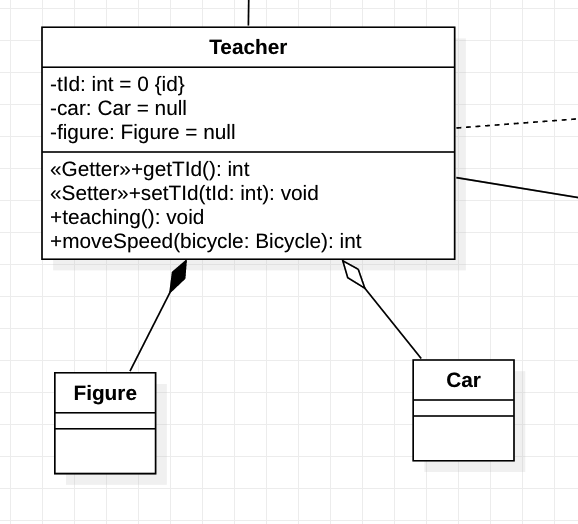 Teacher
-tId: int = 0 {id}
-car: Car = null
-figure: Figure = null
«Getter»+getTId(): int
«Setter»+setTId(tId: int): void
+teaching(): void
+moveSpeed(bicycle: Bicycle): int
Figure
Car